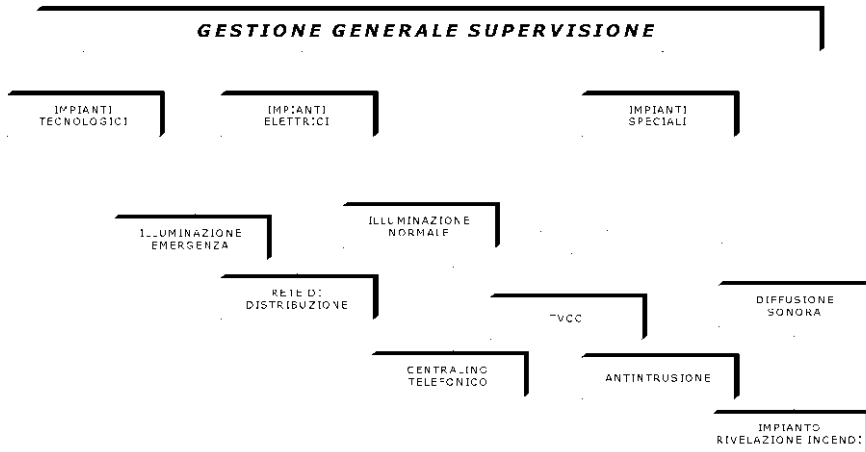 GESTIONE GENERALE SUPERVISIONE
IMPIANTI
TECNOLOGICI
IMPIANTI
ELETTRICI
IMPIANTI
SPECIALI
ILLUMINAZIONE
EMERGENZA
ILLUMINAZIONE
NORMALE
RETE DI
DISTRIBUZIONE
TVCC
DIFFUSIONE
SONORA
CENTRALINO
TELEFONICO
ANTINTRUSIONE
IMPIANTO
RIVELAZIONE INCENDI